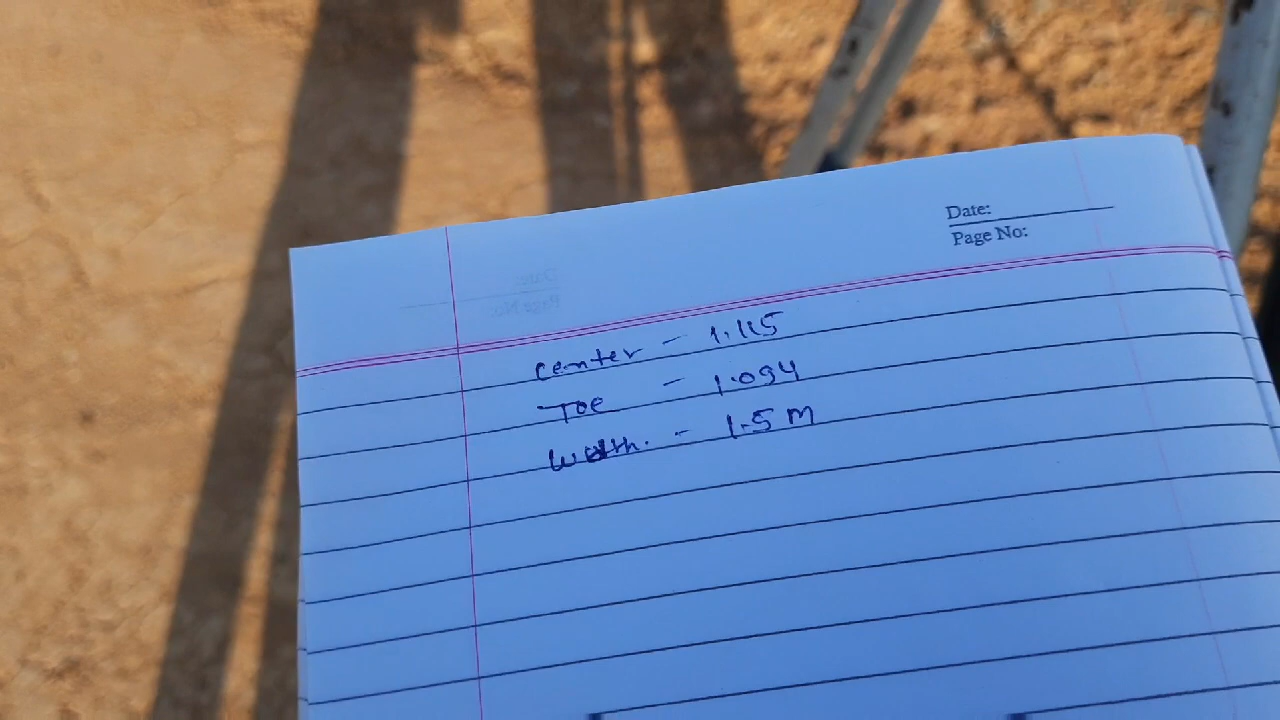 Date:
Page No:
Center - 1.115
Toe - 1.094
Width. - 1.5 M